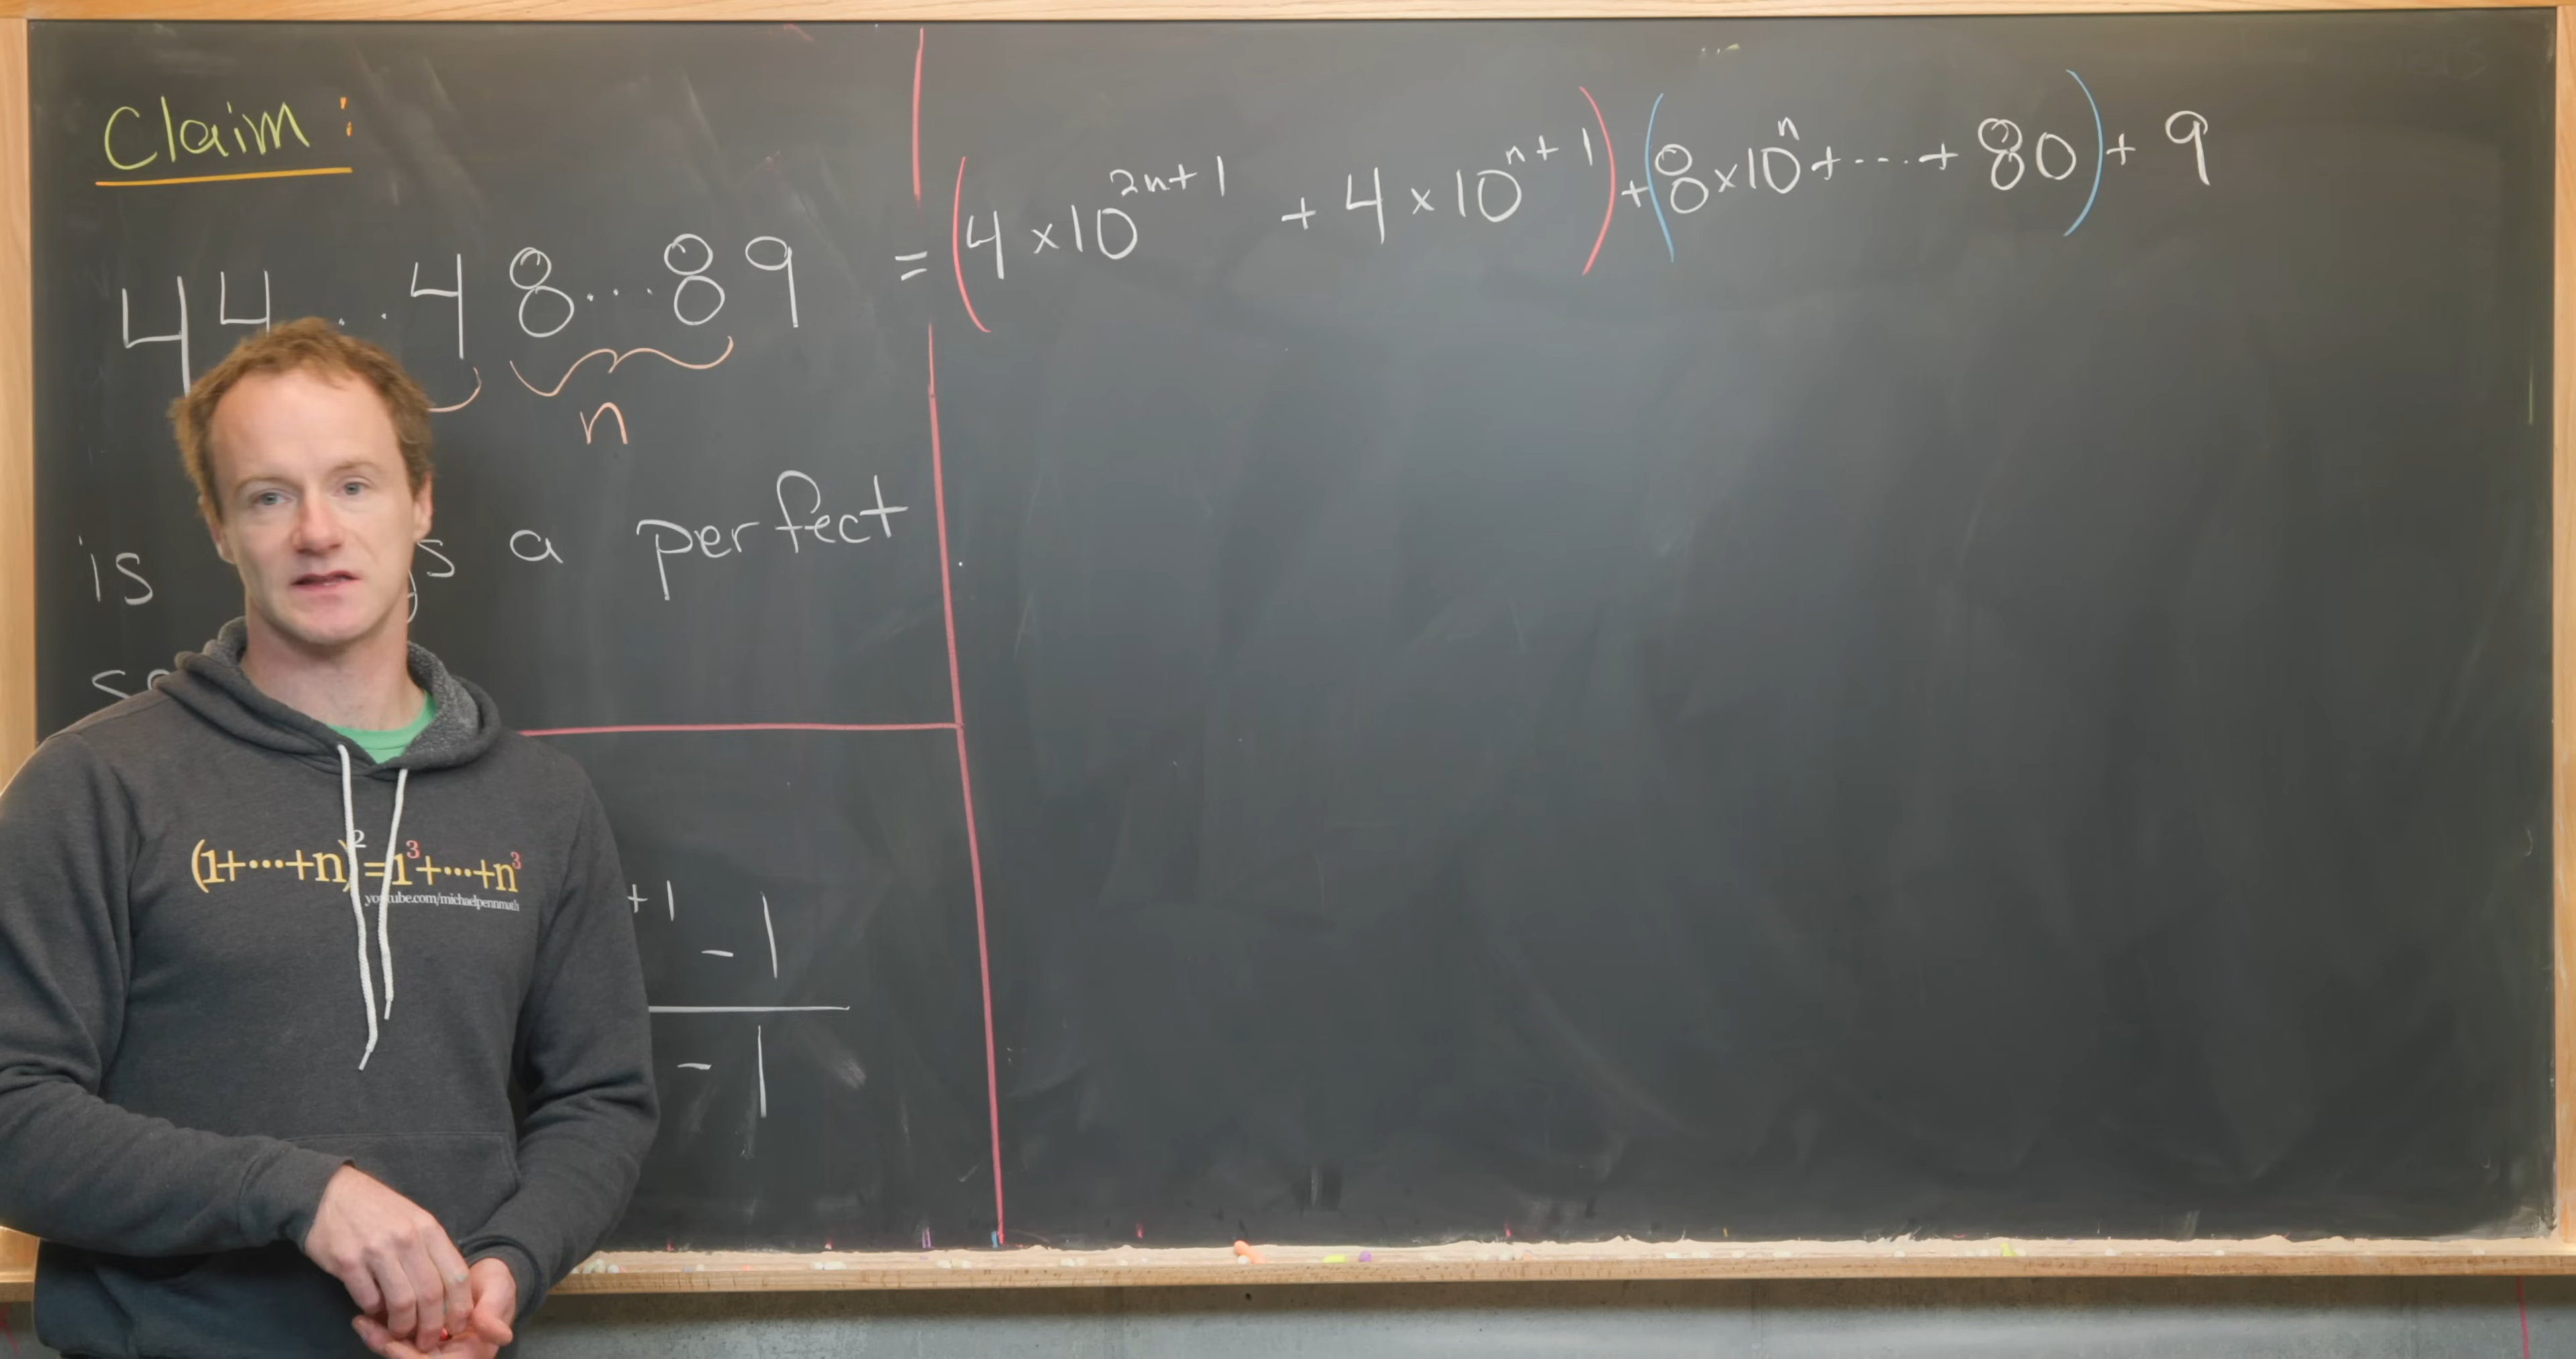 Claim:
44...48...89
n
is a perfect
= (4×10^{2n+1} + 4×10^{n+1}) + (8×10^n + ... + 80) + 9
+1 -1
-1
(1+...+n)^2=1^3+...+n^3
youtube.com/michaelpennmath